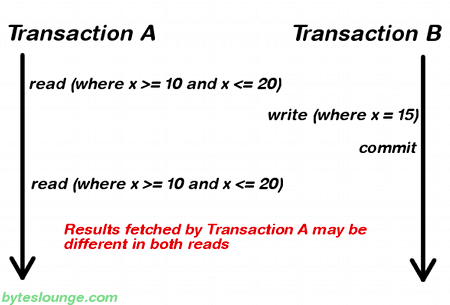 Transaction A
Transaction B
read (where x >= 10 and x <= 20)
write (where x = 15)
commit
read (where x >= 10 and x <= 20)
Results fetched by Transaction A may be
different in both reads
byteslounge.com